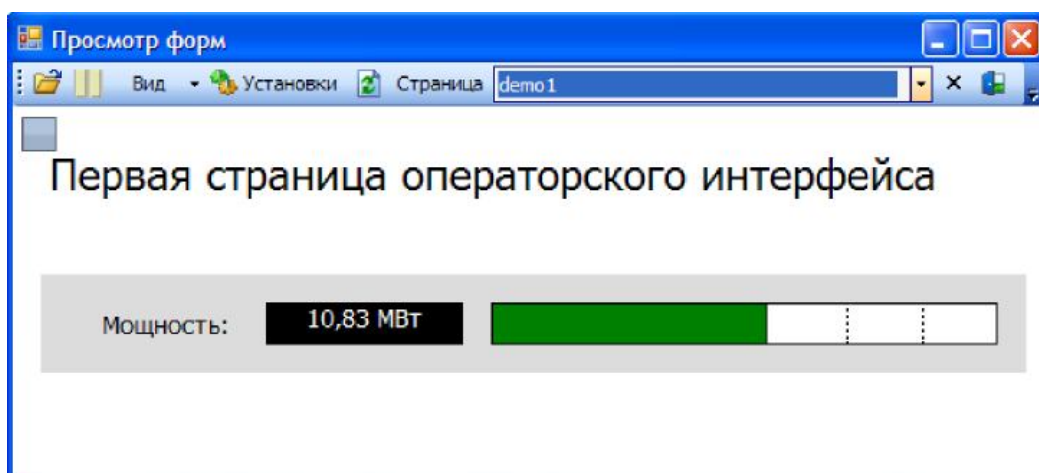 Просмотр форм
Вид Установки Страница demo1
Первая страница операторского интерфейса
Мощность: 10,83 МВт